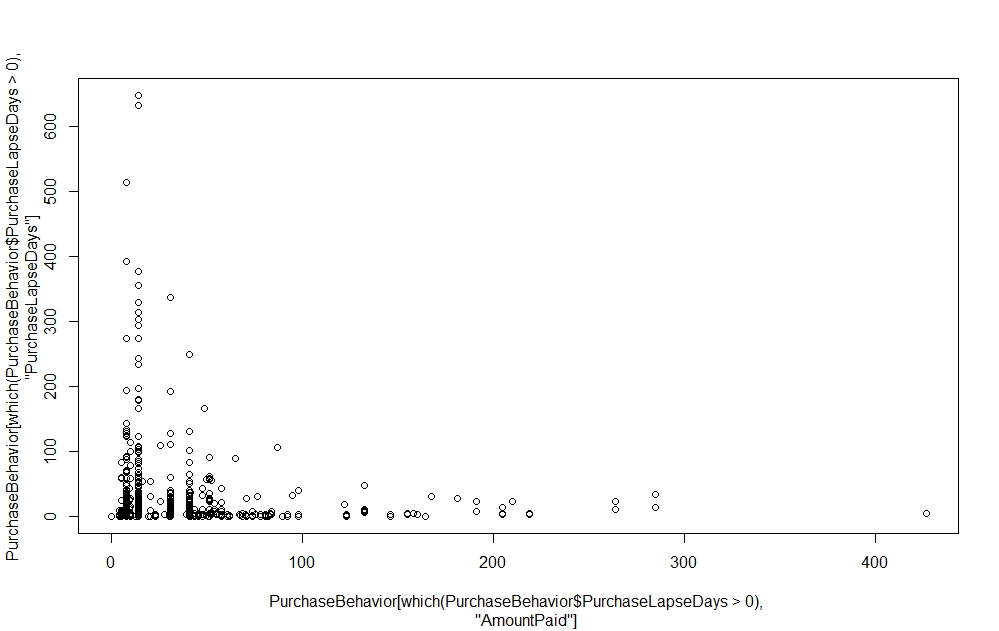 PurchaseBehavior[which(PurchaseBehavior$PurchaseLapseDays > 0),
"PurchaseLapseDays"]
600
500
400
300
200
100
0
0 100 200 300 400
PurchaseBehavior[which(PurchaseBehavior$PurchaseLapseDays > 0),
"AmountPaid"]